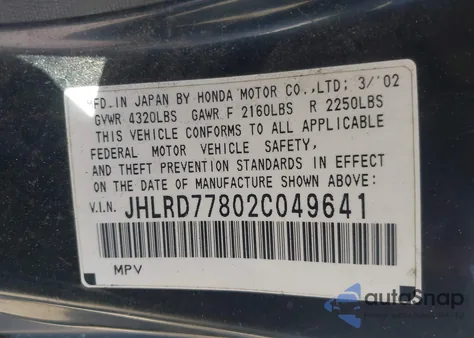 MFD. IN JAPAN BY HONDA MOTOR CO.,LTD; 3/'02
GVWR 4320LBS GAWR F 2160LBS R 2250LBS
THIS VEHICLE CONFORMS TO ALL APPLICABLE
FEDERAL MOTOR VEHICLE SAFETY,
AND THEFT PREVENTION STANDARDS IN EFFECT
ON THE DATE OF MANUFACTURE SHOWN ABOVE:
V.I.N. JHLRD77802C049641
MPV
autoSnap